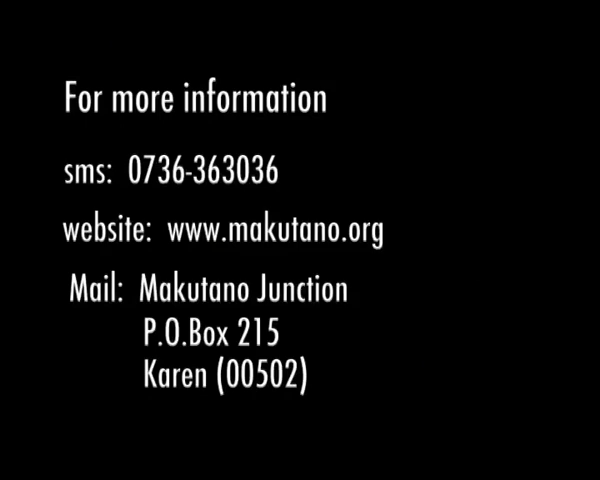 For more information
sms: 0736-363036
website: www.makutano.org
Mail: Makutano Junction
P.O.Box 215
Karen (00502)